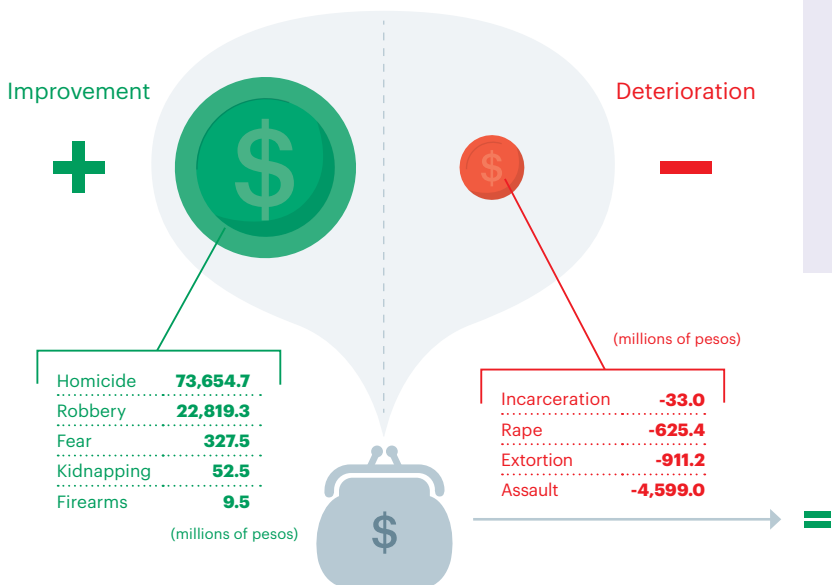 Improvement
+
$
Homicide 73,654.7
Robbery 22,819.3
Fear 327.5
Kidnapping 52.5
Firearms 9.5
(millions of pesos)
Deterioration
−
$
(millions of pesos)
Incarceration -33.0
Rape -625.4
Extortion -911.2
Assault -4,599.0
$
=